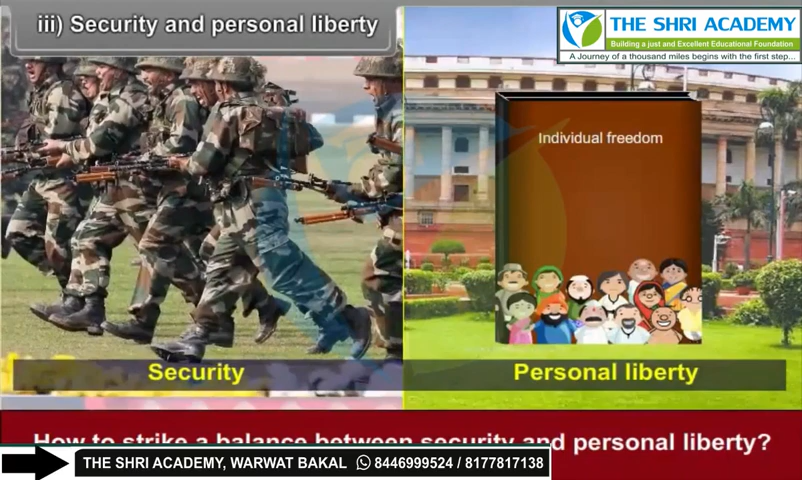 iii) Security and personal liberty
THE SHRI ACADEMY
Building a just and Excellent Educational Foundation
A Journey of a thousand miles begins with the first step...
Individual freedom
Security
Personal liberty
How to strike a balance between security and personal liberty?
THE SHRI ACADEMY, WARWAT BAKAL 8446999524 / 8177817138